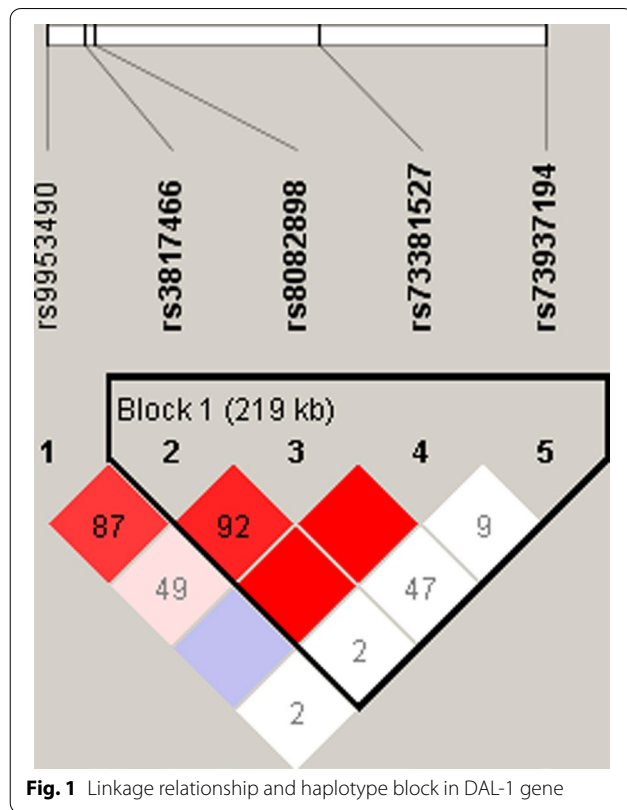 rs9953490
rs3817466
rs8082898
rs73381527
rs73937194
Block 1 (219 kb)
1 2 3 4 5
87 92 9
49 47
2
2
Fig. 1 Linkage relationship and haplotype block in DAL-1 gene